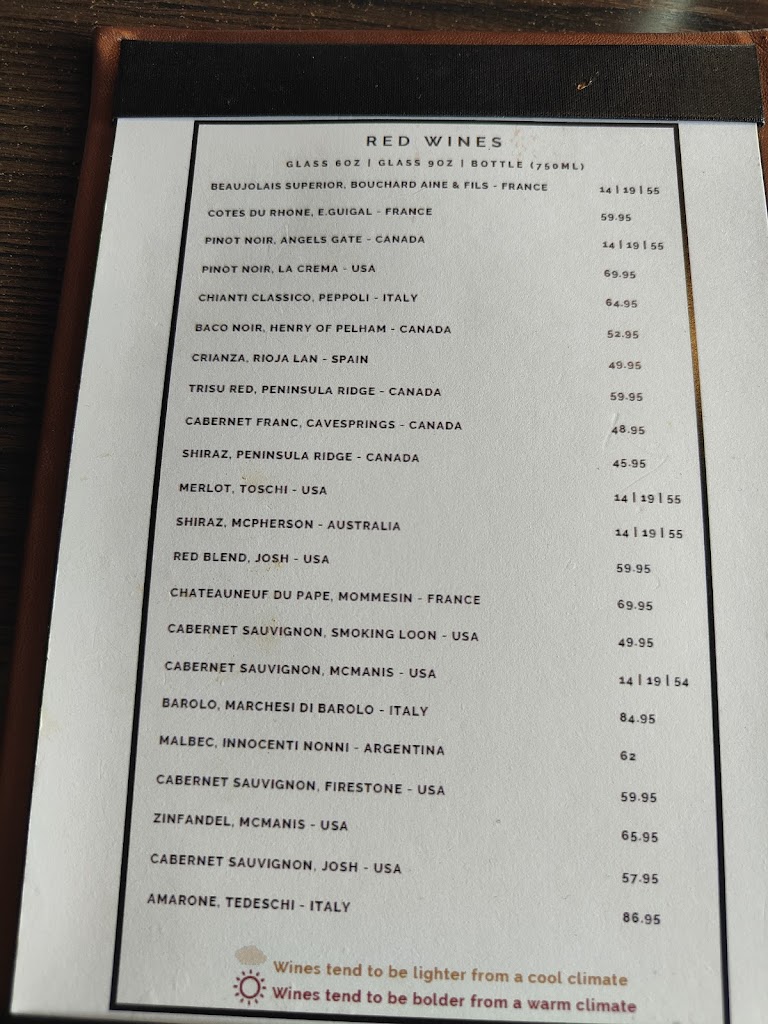 RED WINES
GLASS 6OZ | GLASS 9OZ | BOTTLE (750ML)
BEAUJOLAIS SUPERIOR, BOUCHARD AINE & FILS - FRANCE 14 | 19 | 55
COTES DU RHONE, E.GUIGAL - FRANCE 59.95
PINOT NOIR, ANGELS GATE - CANADA 14 | 19 | 55
PINOT NOIR, LA CREMA - USA 69.95
CHIANTI CLASSICO, PEPPOLI - ITALY 64.95
BACO NOIR, HENRY OF PELHAM - CANADA 52.95
CRIANZA, RIOJA LAN - SPAIN 49.95
TRISU RED, PENINSULA RIDGE - CANADA 59.95
CABERNET FRANC, CAVESPRINGS - CANADA 48.95
SHIRAZ, PENINSULA RIDGE - CANADA 45.95
MERLOT, TOSCHI - USA 14 | 19 | 55
SHIRAZ, MCPHERSON - AUSTRALIA 14 | 19 | 55
RED BLEND, JOSH - USA 59.95
CHATEAUNEUF DU PAPE, MOMMESIN - FRANCE 69.95
CABERNET SAUVIGNON, SMOKING LOON - USA 49.95
CABERNET SAUVIGNON, MCMANIS - USA 14 | 19 | 54
BAROLO, MARCHESI DI BAROLO - ITALY 84.95
MALBEC, INNOCENTI NONNI - ARGENTINA 62
CABERNET SAUVIGNON, FIRESTONE - USA 59.95
ZINFANDEL, MCMANIS - USA 65.95
CABERNET SAUVIGNON, JOSH - USA 57.95
AMARONE, TEDESCHI - ITALY 86.95
Wines tend to be lighter from a cool climate
Wines tend to be bolder from a warm climate